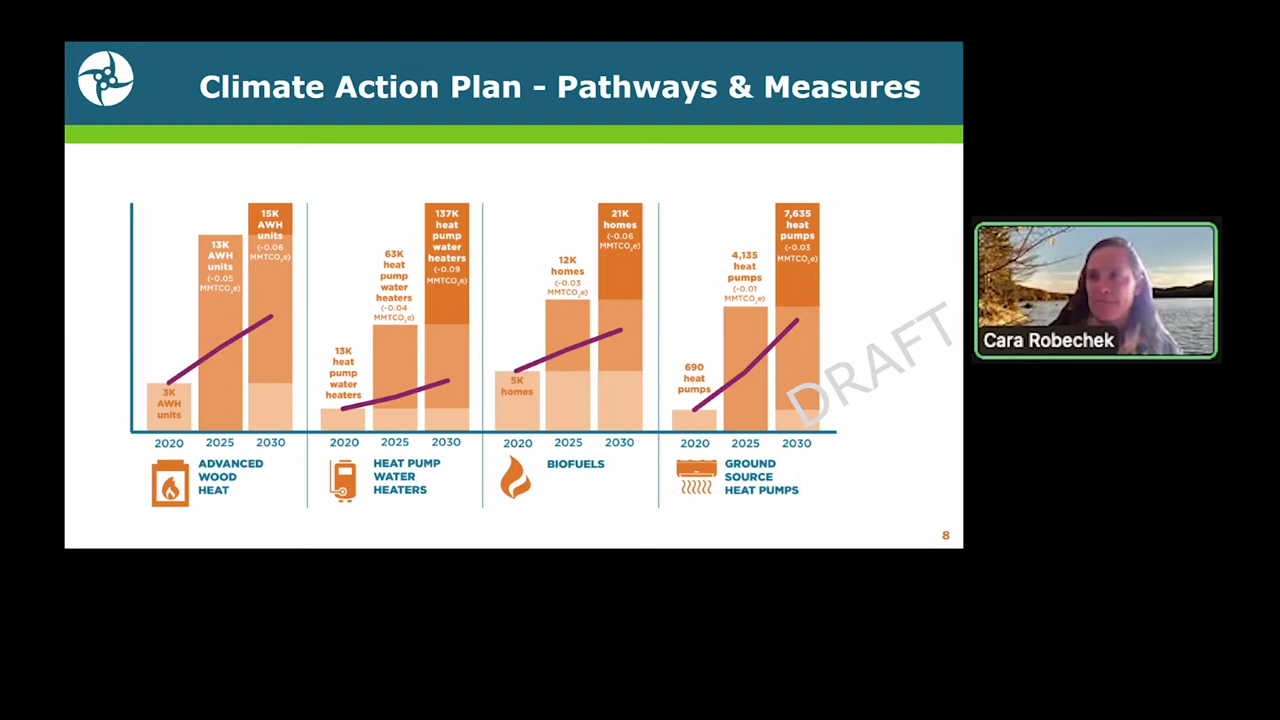 Climate Action Plan - Pathways & Measures
3K
AWH
units
13K
AWH
units
(-0.05
MMTCO₂e)
15K
AWH
units
(-0.06
MMTCO₂e)
13K
heat
pump
water
heaters
63K
heat
pump
water
heaters
(-0.04
MMTCO₂e)
137K
heat
pump
water
heaters
(-0.09
MMTCO₂e)
5K
homes
12K
homes
(-0.03
MMTCO₂e)
21K
homes
(-0.06
MMTCO₂e)
690
heat
pumps
4,135
heat
pumps
(-0.01
MMTCO₂e)
7,635
heat
pumps
(-0.03
MMTCO₂e)
DRAFT
2020 2025 2030 2020 2025 2030 2020 2025 2030 2020 2025 2030
ADVANCED
WOOD
HEAT
HEAT PUMP
WATER
HEATERS
BIOFUELS
GROUND
SOURCE
HEAT PUMPS
8
Cara Robechek